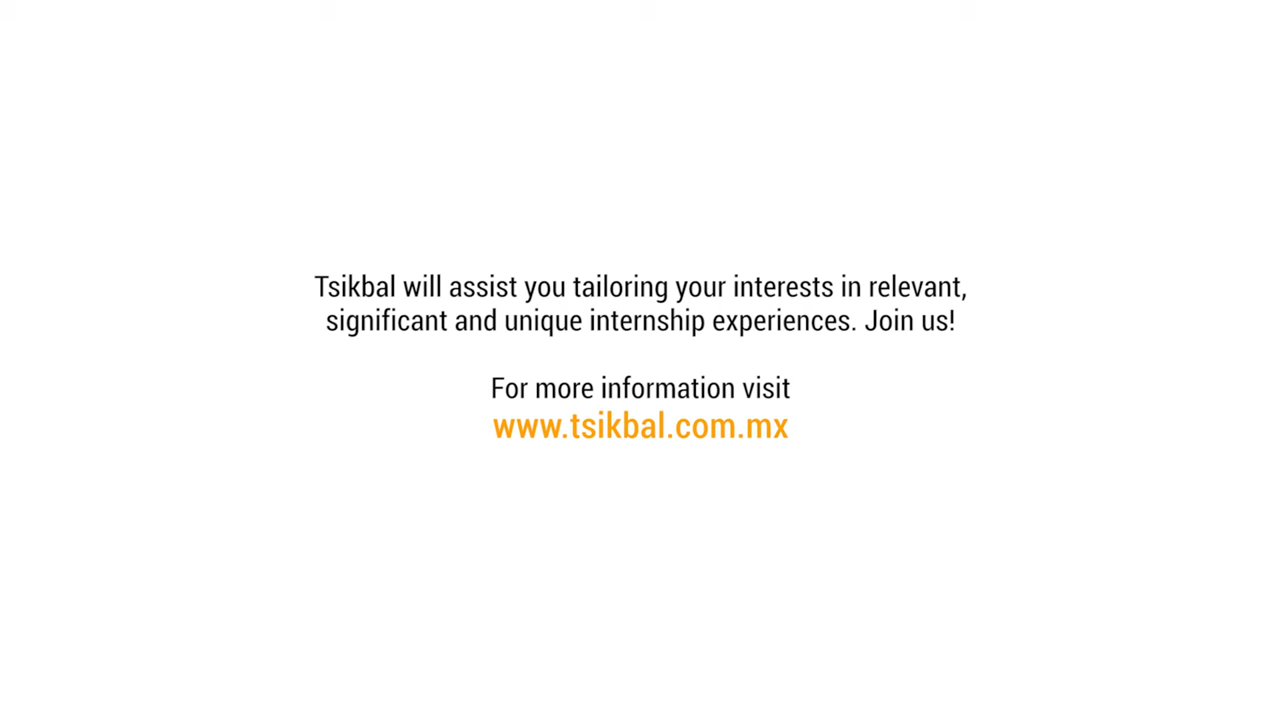 Tsikbal will assist you tailoring your interests in relevant,
significant and unique internship experiences. Join us!
For more information visit
www.tsikbal.com.mx